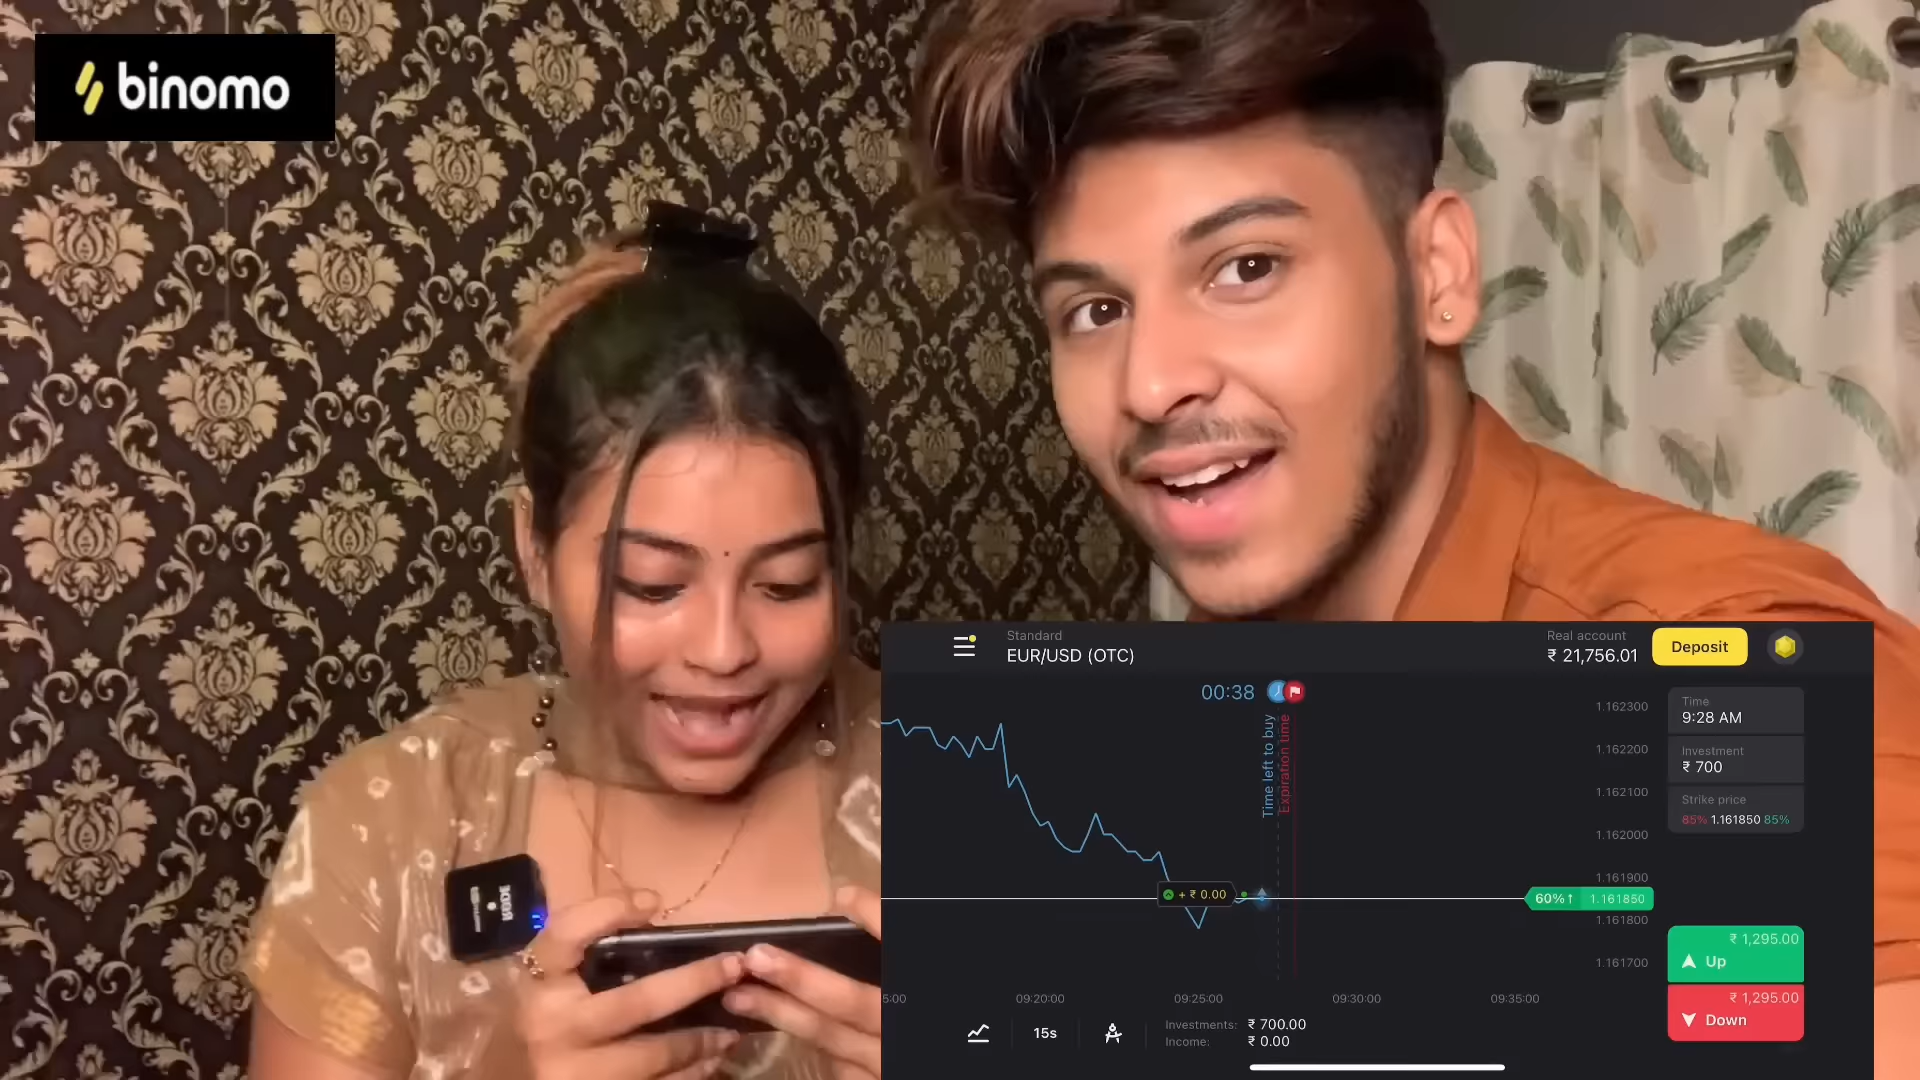 binomo
Standard
EUR/USD (OTC)
Real account
₹ 21,756.01
Deposit
00:38
Time left to buy
Expiration time
1.162300
1.162200
1.162100
1.162000
1.161900
1.161800
1.161700
Time
9:28 AM
Investment
₹ 700
Strike price
85% 1.161850 85%
+ ₹ 0.00
60%↑ 1.161850
₹ 1,295.00
Up
₹ 1,295.00
Down
5:00 09:20:00 09:25:00 09:30:00 09:35:00
15s
Investments: ₹ 700.00
Income: ₹ 0.00